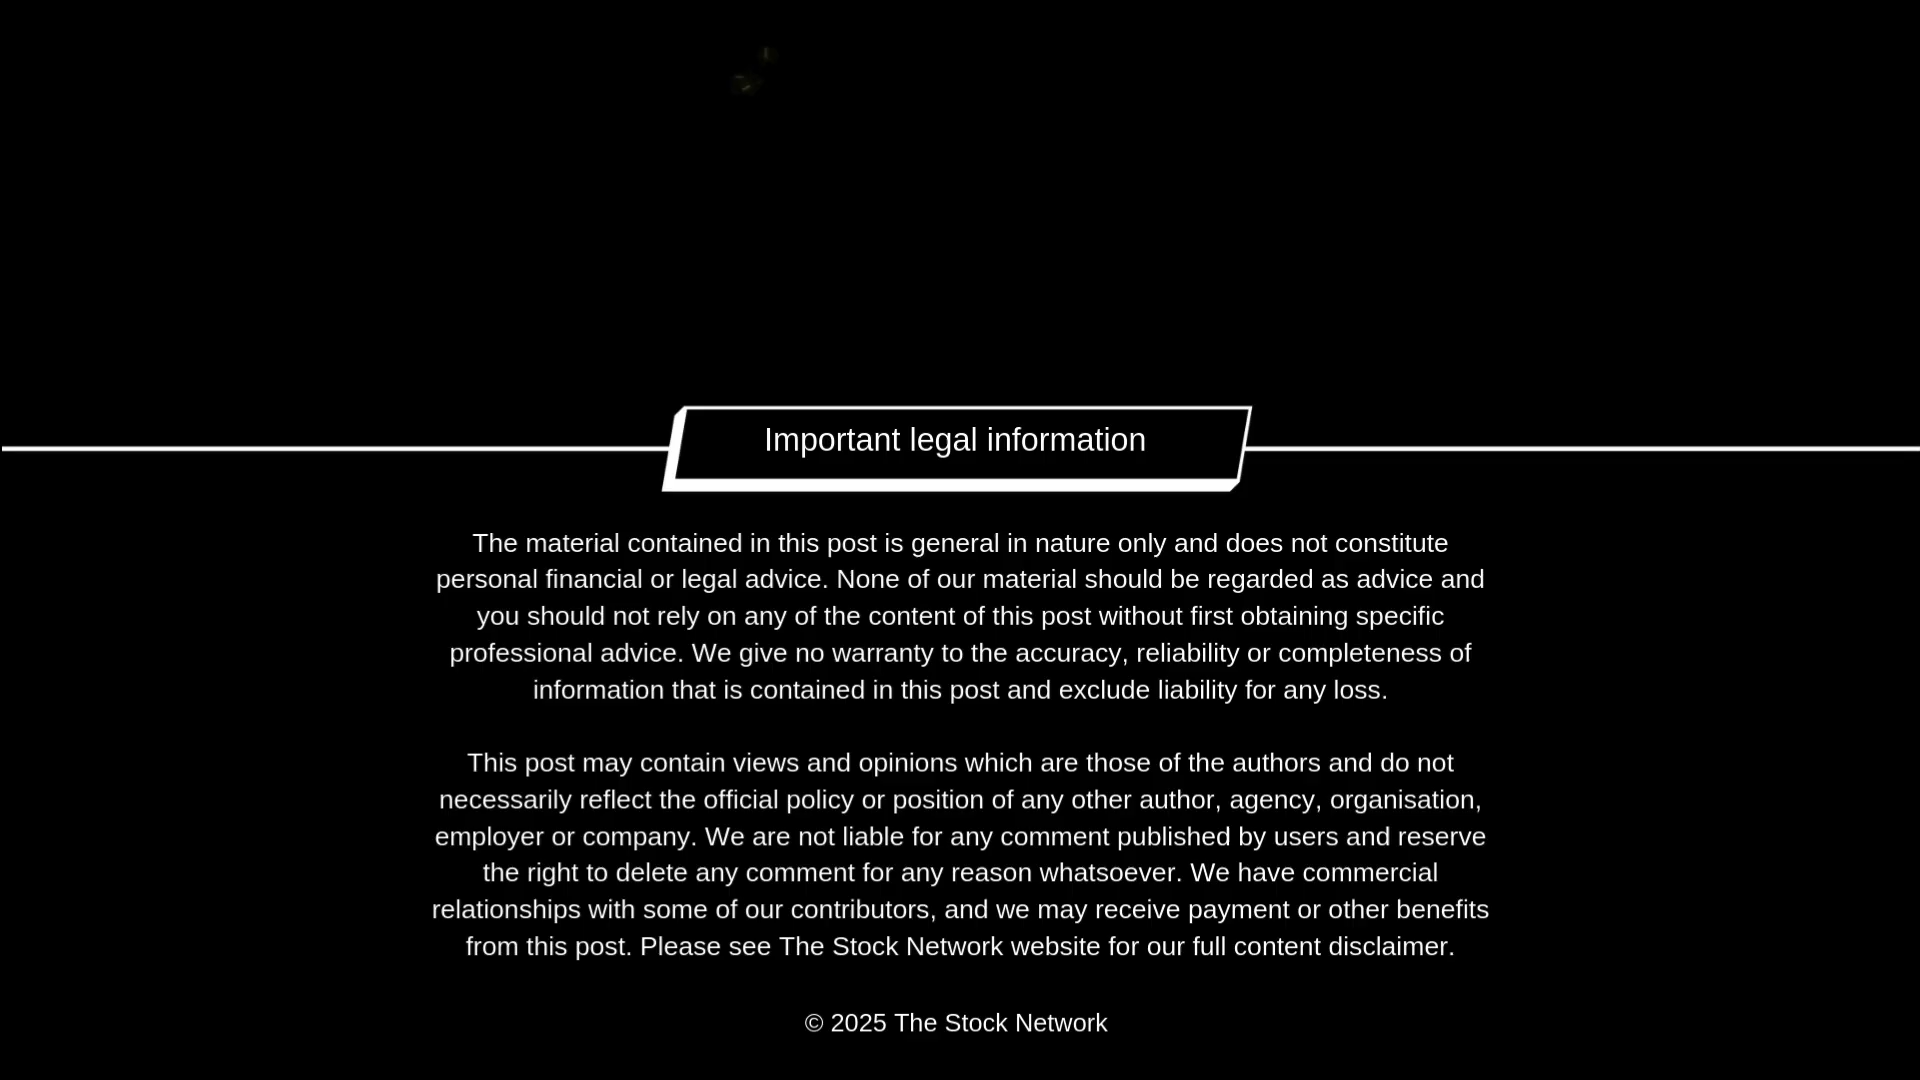 Important legal information
The material contained in this post is general in nature only and does not constitute
personal financial or legal advice. None of our material should be regarded as advice and
you should not rely on any of the content of this post without first obtaining specific
professional advice. We give no warranty to the accuracy, reliability or completeness of
information that is contained in this post and exclude liability for any loss.
This post may contain views and opinions which are those of the authors and do not
necessarily reflect the official policy or position of any other author, agency, organisation,
employer or company. We are not liable for any comment published by users and reserve
the right to delete any comment for any reason whatsoever. We have commercial
relationships with some of our contributors, and we may receive payment or other benefits
from this post. Please see The Stock Network website for our full content disclaimer.
© 2025 The Stock Network